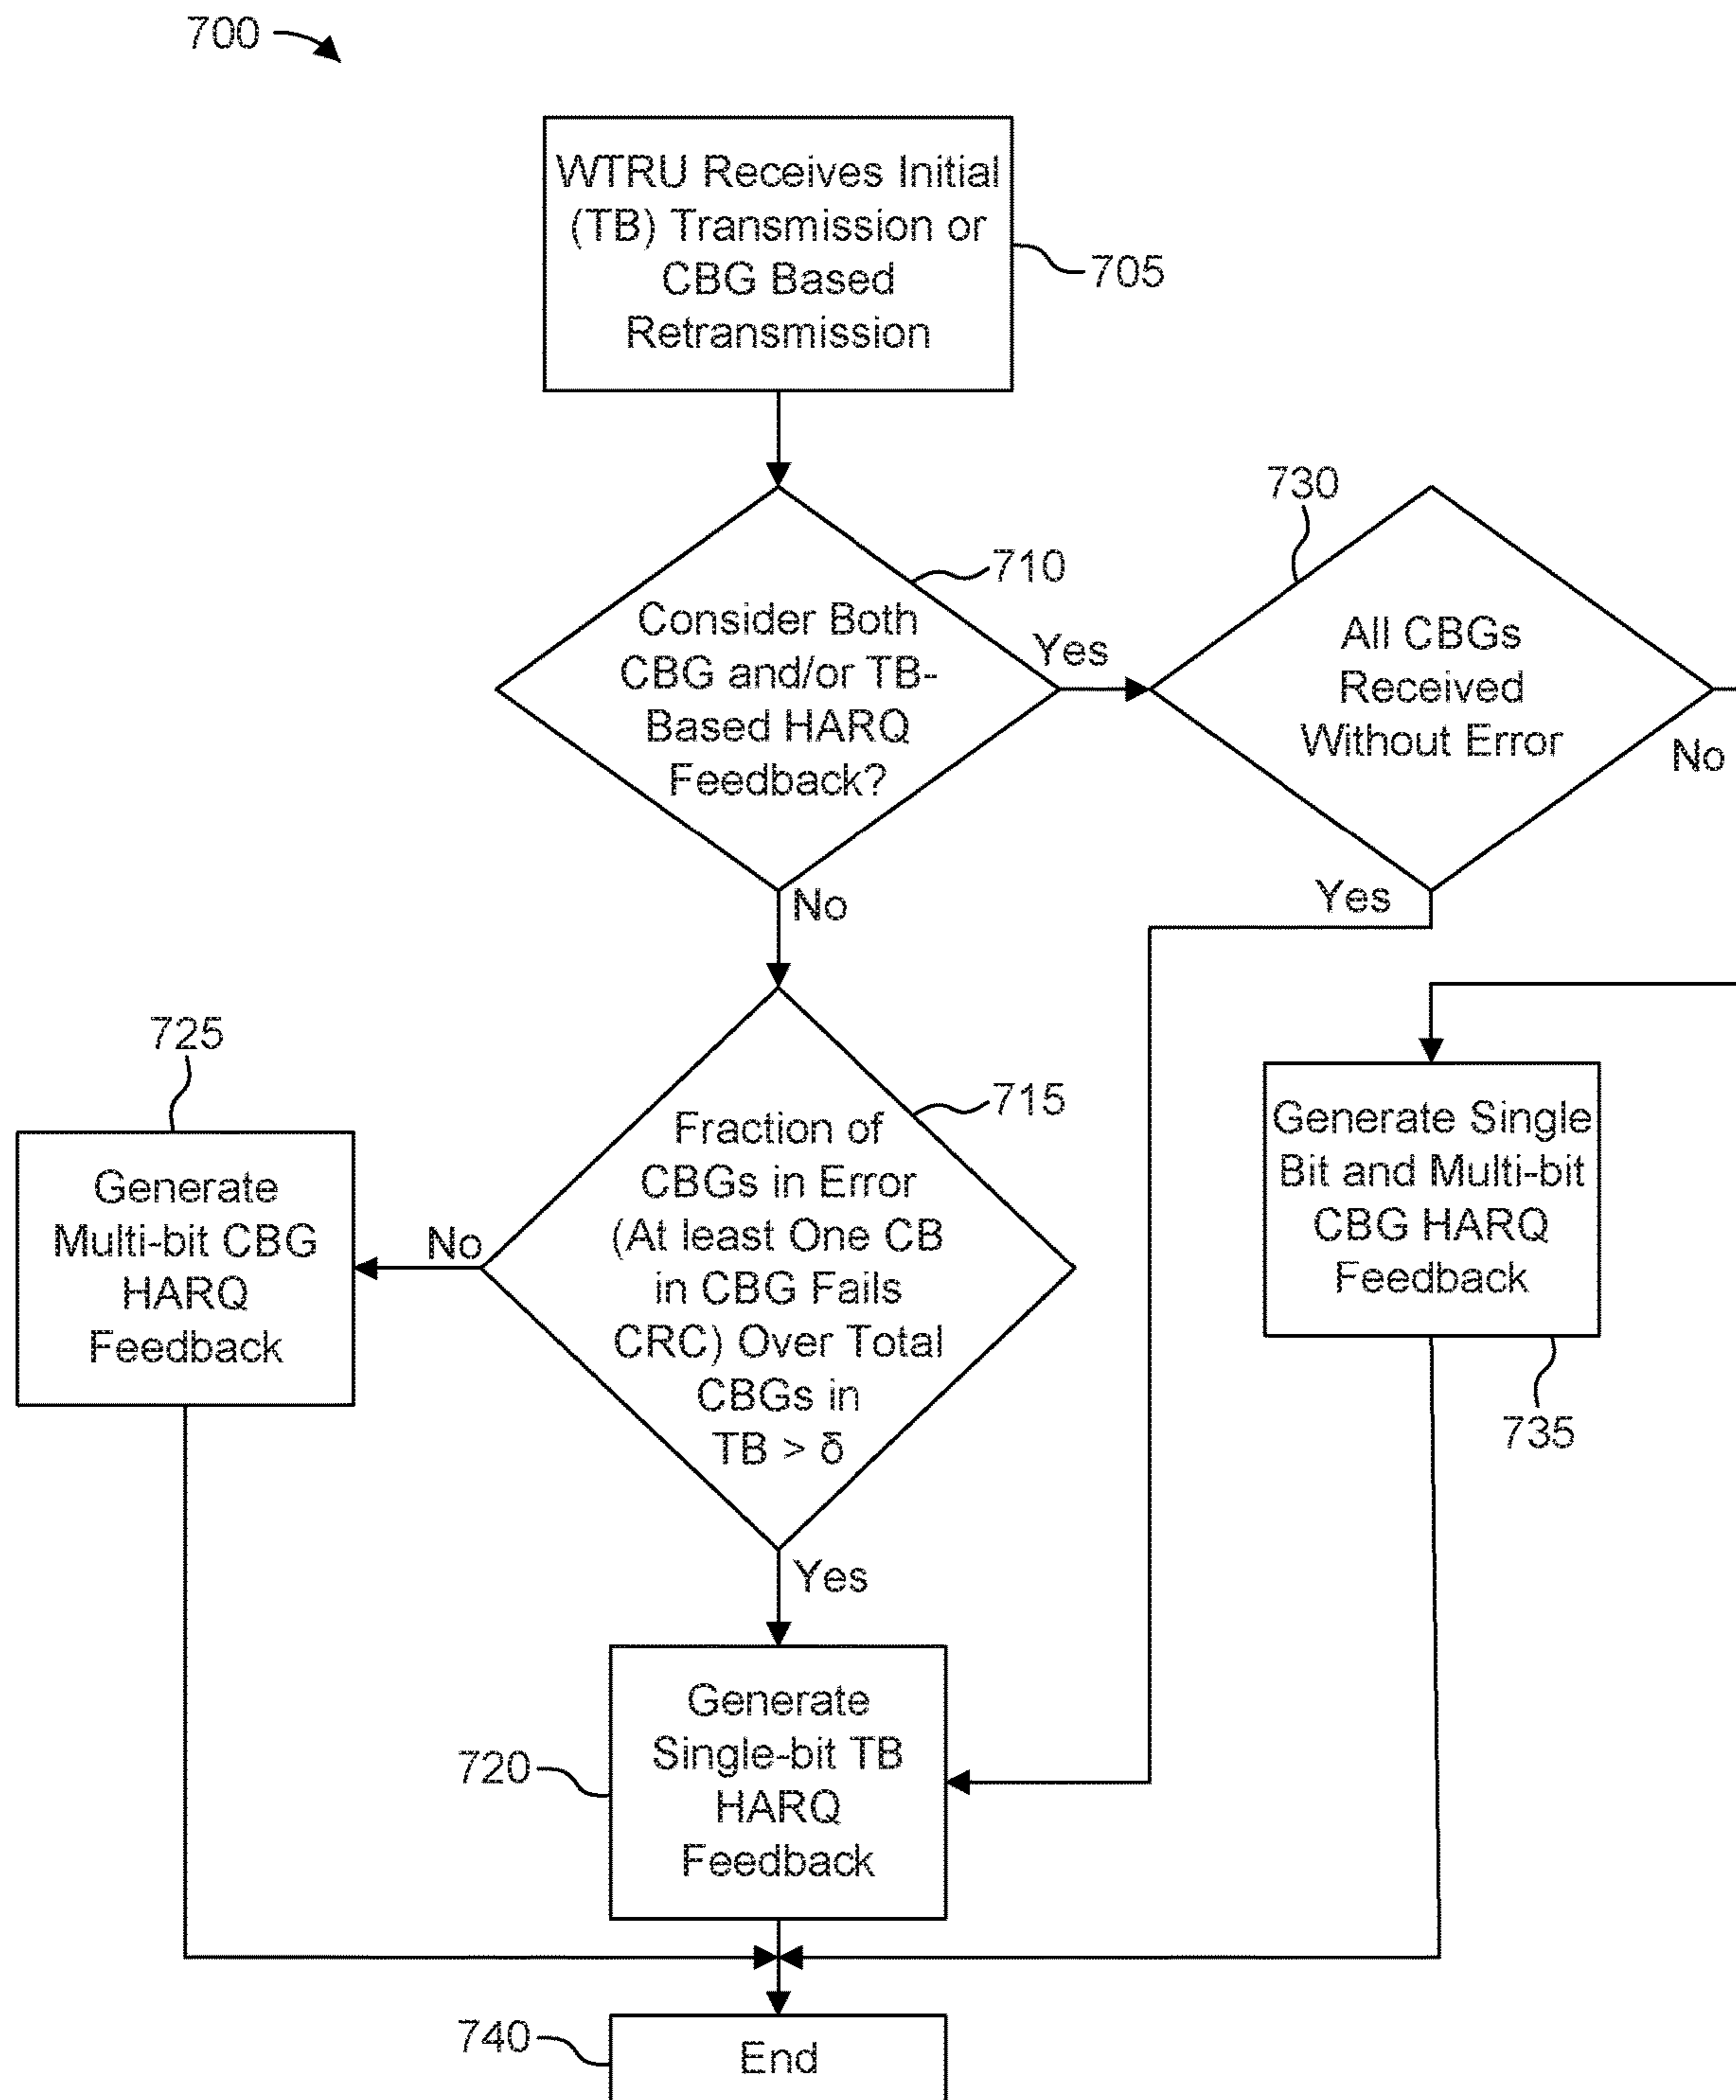 700
WTRU Receives Initial
(TB) Transmission or
CBG Based
Retransmission
705
710
Consider Both
CBG and/or TB-
Based HARQ
Feedback?
Yes
No
730
All CBGs
Received
Without Error
No
Yes
715
Fraction of
CBGs in Error
(At least One CB
in CBG Fails
CRC) Over Total
CBGs in
TB > δ
No
Yes
725
Generate
Multi-bit CBG
HARQ
Feedback
Generate Single
Bit and Multi-bit
CBG HARQ
Feedback
735
720
Generate
Single-bit TB
HARQ
Feedback
740
End